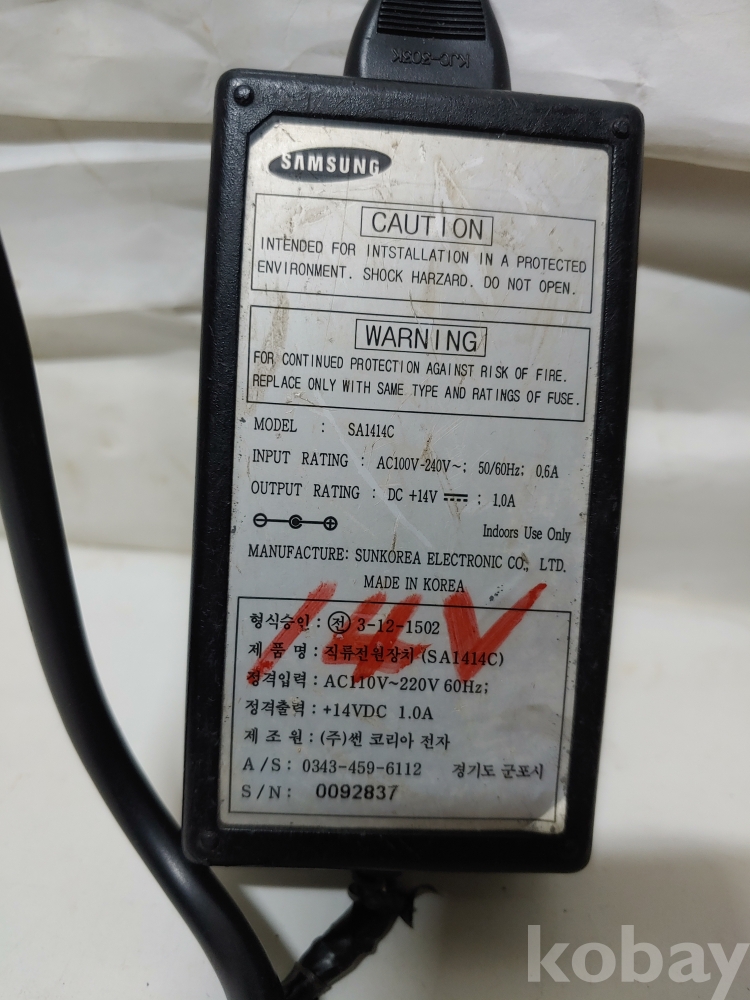 KJC-303K
SAMSUNG
CAUTION
INTENDED FOR INTSTALLATION IN A PROTECTED
ENVIRONMENT. SHOCK HARZARD. DO NOT OPEN.
WARNING
FOR CONTINUED PROTECTION AGAINST RISK OF FIRE.
REPLACE ONLY WITH SAME TYPE AND RATINGS OF FUSE.
MODEL : SA1414C
INPUT RATING : AC100V-240V~; 50/60Hz; 0.6A
OUTPUT RATING : DC +14V ⎓ ; 1.0A
Indoors Use Only
MANUFACTURE: SUNKOREA ELECTRONIC CO., LTD.
MADE IN KOREA
14V
형식승인 : 전 3-12-1502
제 품 명 : 직류전원장치 (SA1414C)
정격입력 : AC110V~220V 60Hz;
정격출력 : +14VDC 1.0A
제 조 원 : (주)썬 코리아 전자
A/S : 0343-459-6112 경기도 군포시
S/N : 0092837
kobay